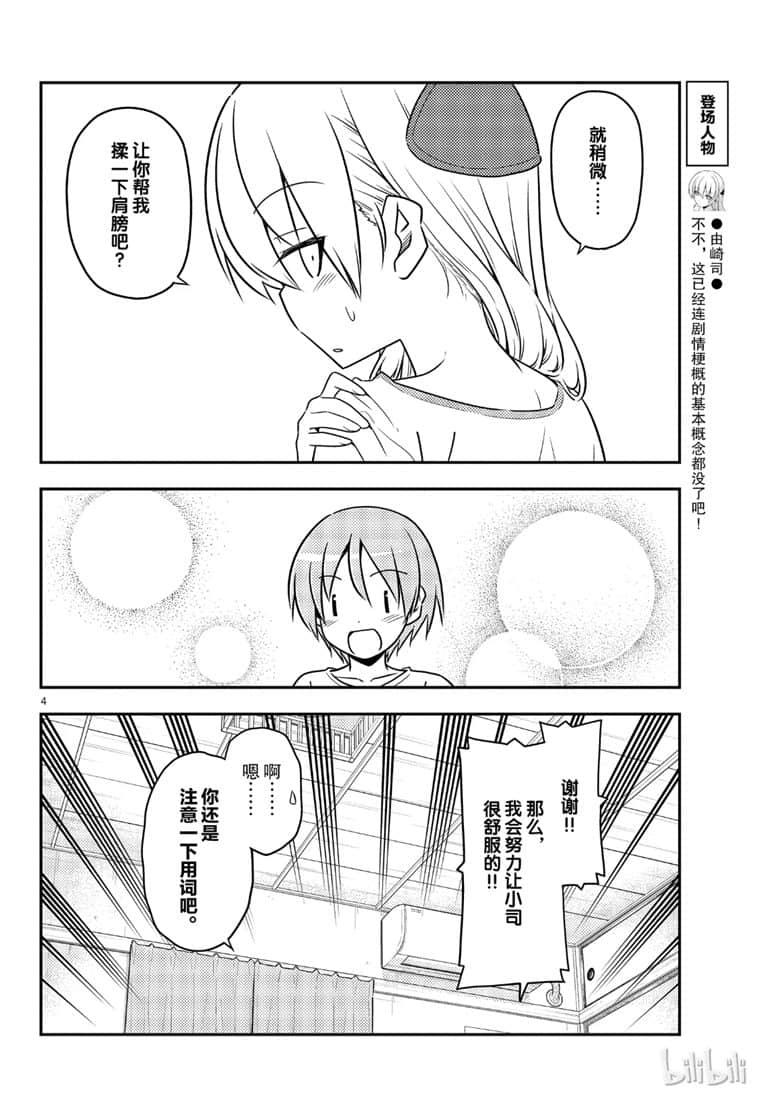 登场人物
●由崎司●
不不，这已经连剧情梗概的基本概念都没了吧！
就稍微……
让你帮我
揉一下肩膀吧？
谢谢!!
那么，
我会努力让小司
很舒服的!!
啊……
嗯……
你还是
注意一下用词吧。
4
bilibili